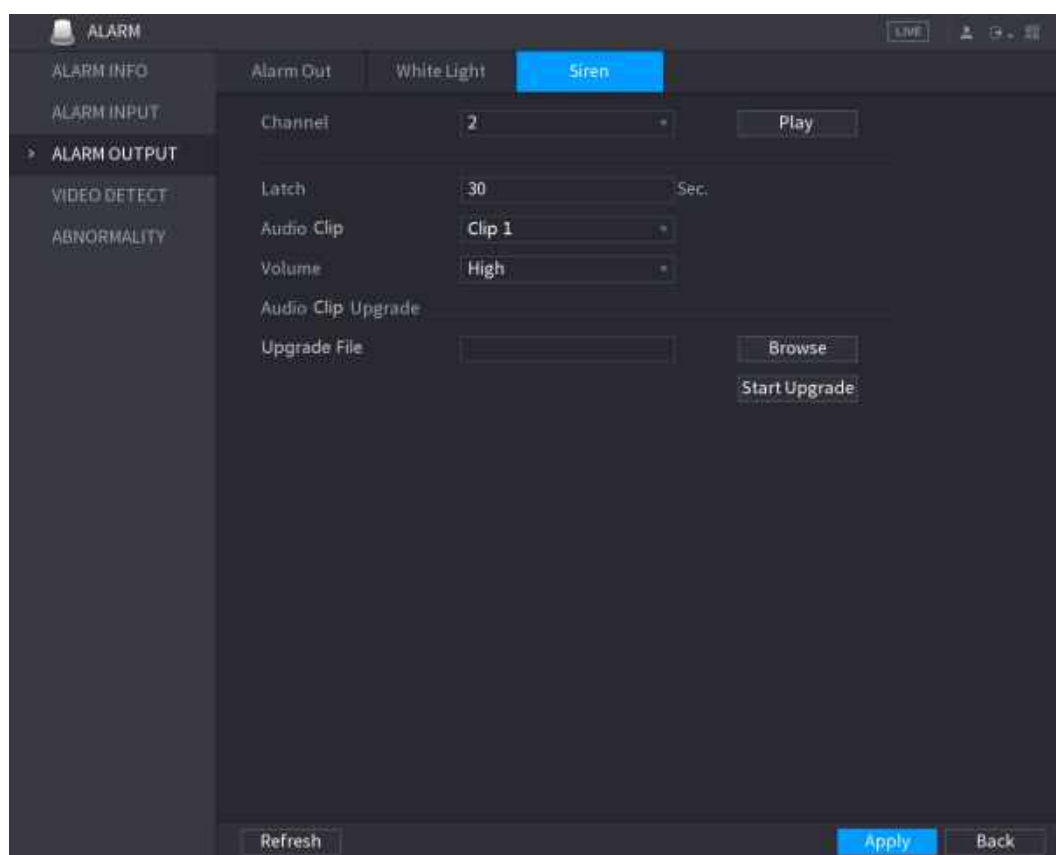 ALARM
LIVE
ALARM INFO
ALARM INPUT
ALARM OUTPUT
VIDEO DETECT
ABNORMALITY
Alarm Out White Light Siren
Channel 2 Play
Latch 30 Sec.
Audio Clip Clip 1
Volume High
Audio Clip Upgrade
Upgrade File Browse
Start Upgrade
Refresh Apply Back